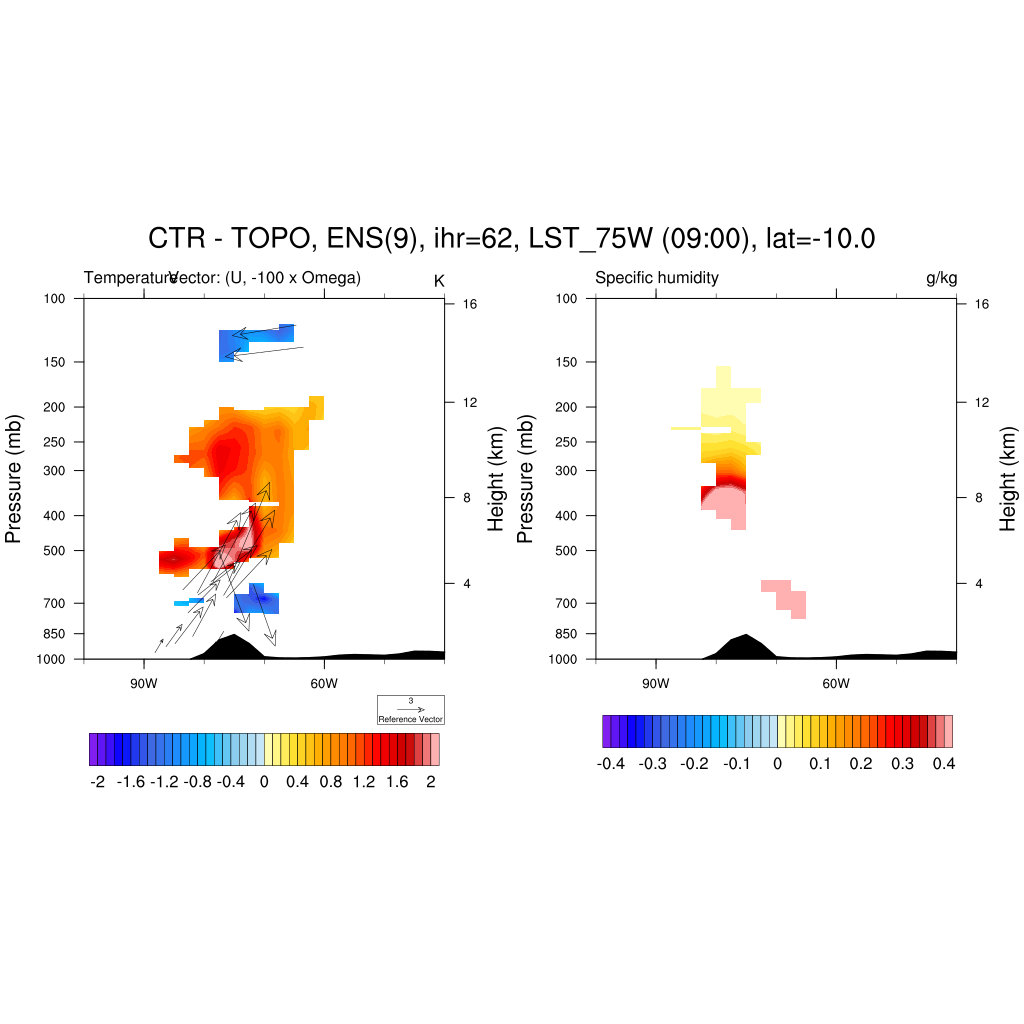 CTR - TOPO, ENS(9), ihr=62, LST_75W (09:00), lat=-10.0
Temperature Vector: (U, -100 x Omega) K
Specific humidity g/kg
100
150
200
250
300
400
500
700
850
1000
Pressure (mb)
16
12
8
4
Height (km)
90W 60W
3
Reference Vector
-2 -1.6 -1.2 -0.8 -0.4 0 0.4 0.8 1.2 1.6 2
100
150
200
250
300
400
500
700
850
1000
Pressure (mb)
16
12
8
4
Height (km)
90W 60W
-0.4 -0.3 -0.2 -0.1 0 0.1 0.2 0.3 0.4